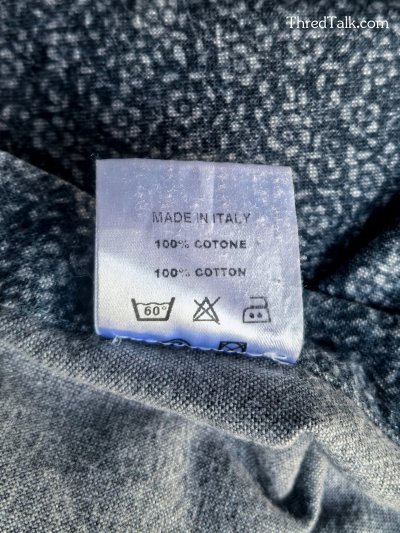 ThredTalk.com
MADE IN ITALY
100% COTONE
100% COTTON
60°